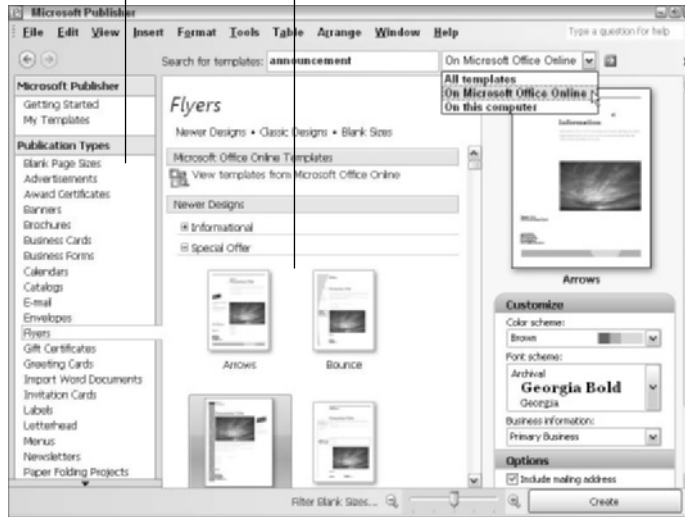 Microsoft Publisher
File Edit View Insert Format Tools Table Arrange Window Help
Type a question for help
Search for templates: announcement
On Microsoft Office Online
All templates
On Microsoft Office Online
On this computer
Microsoft Publisher
Getting Started
My Templates
Publication Types
Blank Page Sizes
Advertisements
Award Certificates
Banners
Brochures
Business Cards
Business Forms
Calendars
Catalogs
E-mail
Envelopes
Flyers
Gift Certificates
Greeting Cards
Import Word Documents
Invitation Cards
Labels
Letterhead
Menus
Newsletters
Paper Folding Projects
Flyers
Newer Designs • Classic Designs • Blank Sizes
Microsoft Office Online Templates
View templates from Microsoft Office Online
Newer Designs
Informational
Special Offer
Arrows
Bounce
Information
Arrows
Customize
Color scheme:
Brown
Font scheme:
Archival
Georgia Bold
Georgia
Business information:
Primary Business
Options
Include mailing address
Filter Blank Sizes...
Create